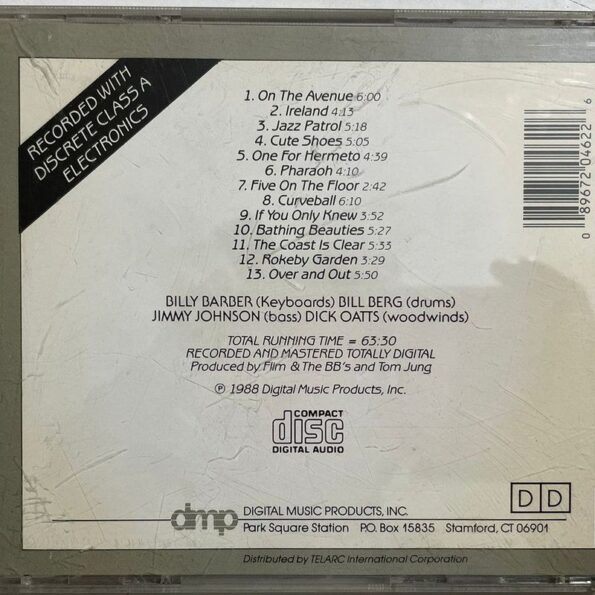 RECORDED WITH
DISCRETE CLASS A
ELECTRONICS
1. On The Avenue 6:00
2. Ireland 4:13
3. Jazz Patrol 5:18
4. Cute Shoes 5:05
5. One For Hermeto 4:39
6. Pharaoh 4:10
7. Five On The Floor 2:42
8. Curveball 6:10
9. If You Only Knew 3:52
10. Bathing Beauties 5:27
11. The Coast Is Clear 5:33
12. Rokeby Garden 3:29
13. Over and Out 5:50
BILLY BARBER (Keyboards) BILL BERG (drums)
JIMMY JOHNSON (bass) DICK OATTS (woodwinds)
TOTAL RUNNING TIME = 63:30
RECORDED AND MASTERED TOTALLY DIGITAL
Produced by Flim & The BB's and Tom Jung
℗ 1988 Digital Music Products, Inc.
COMPACT
disc
DIGITAL AUDIO
0 89672 04622 6
DD
dmp DIGITAL MUSIC PRODUCTS, INC.
Park Square Station P.O. Box 15835 Stamford, CT 06901
Distributed by TELARC International Corporation